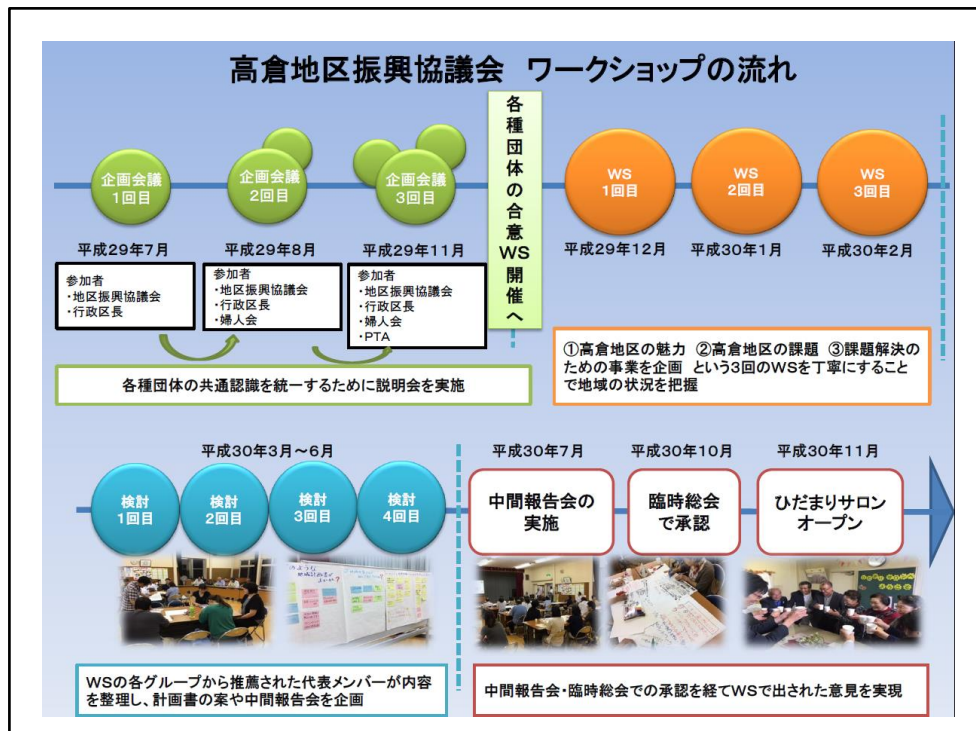 高倉地区振興協議会　ワークショップの流れ
企画会議
1回目
企画会議
2回目
企画会議
3回目
各種団体の合意WS開催へ
WS
1回目
WS
2回目
WS
3回目
平成29年7月
平成29年8月
平成29年11月
平成29年12月
平成30年1月
平成30年2月
参加者
・地区振興協議会
・行政区長
参加者
・地区振興協議会
・行政区長
・婦人会
参加者
・地区振興協議会
・行政区長
・婦人会
・PTA
各種団体の共通認識を統一するために説明会を実施
①高倉地区の魅力　②高倉地区の課題　③課題解決の
ための事業を企画　という3回のWSを丁寧にすること
で地域の状況を把握
平成30年3月～6月
検討
1回目
検討
2回目
検討
3回目
検討
4回目
平成30年7月
平成30年10月
平成30年11月
中間報告会の
実施
臨時総会
で承認
ひだまりサロン
オープン
WSの各グループから推薦された代表メンバーが内容
を整理し、計画書の案や中間報告会を企画
中間報告会・臨時総会での承認を経てWSで出された意見を実現